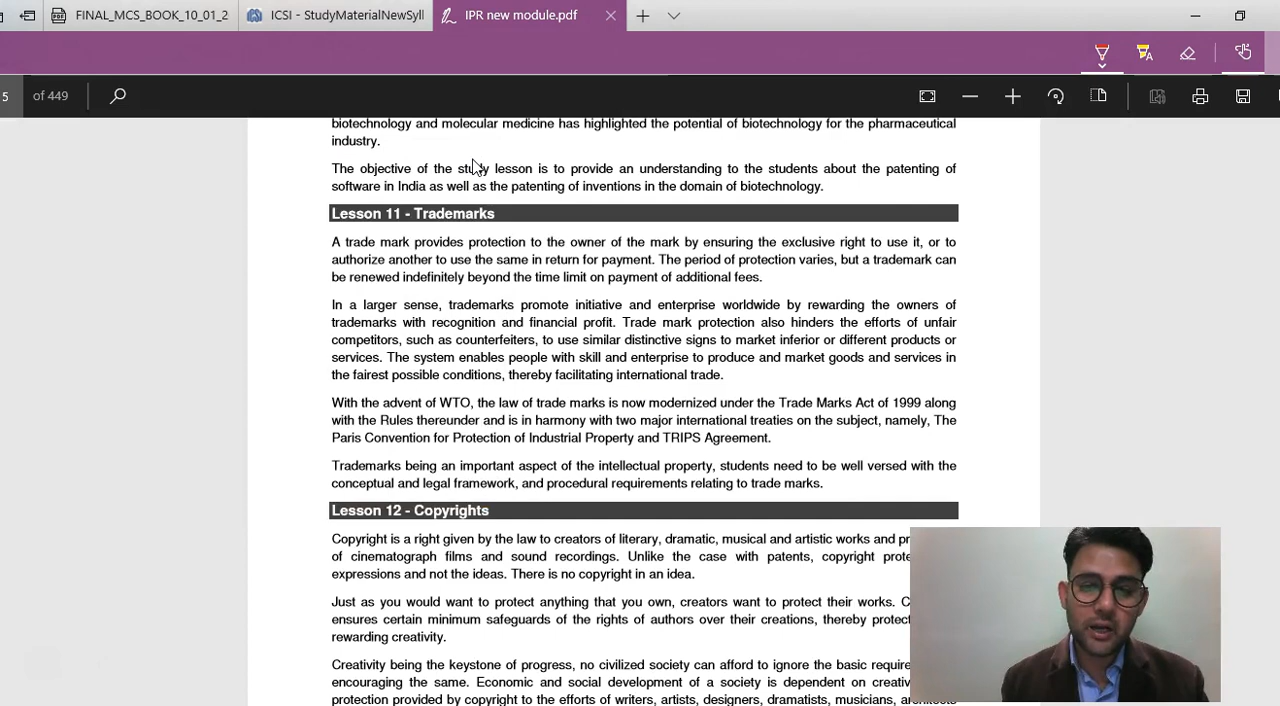 FINAL_MCS_BOOK_10_01_2
ICSI - StudyMaterialNewSyll
IPR new module.pdf
5 of 449
biotechnology and molecular medicine has highlighted the potential of biotechnology for the pharmaceutical
industry.
The objective of the study lesson is to provide an understanding to the students about the patenting of
software in India as well as the patenting of inventions in the domain of biotechnology.
Lesson 11 - Trademarks
A trade mark provides protection to the owner of the mark by ensuring the exclusive right to use it, or to
authorize another to use the same in return for payment. The period of protection varies, but a trademark can
be renewed indefinitely beyond the time limit on payment of additional fees.
In a larger sense, trademarks promote initiative and enterprise worldwide by rewarding the owners of
trademarks with recognition and financial profit. Trade mark protection also hinders the efforts of unfair
competitors, such as counterfeiters, to use similar distinctive signs to market inferior or different products or
services. The system enables people with skill and enterprise to produce and market goods and services in
the fairest possible conditions, thereby facilitating international trade.
With the advent of WTO, the law of trade marks is now modernized under the Trade Marks Act of 1999 along
with the Rules thereunder and is in harmony with two major international treaties on the subject, namely, The
Paris Convention for Protection of Industrial Property and TRIPS Agreement.
Trademarks being an important aspect of the intellectual property, students need to be well versed with the
conceptual and legal framework, and procedural requirements relating to trade marks.
Lesson 12 - Copyrights
Copyright is a right given by the law to creators of literary, dramatic, musical and artistic works and
of cinematograph films and sound recordings. Unlike the case with patents, copyright
expressions and not the ideas. There is no copyright in an idea.
Just as you would want to protect anything that you own, creators want to protect their works.
ensures certain minimum safeguards of the rights of authors over their creations, thereby
rewarding creativity.
Creativity being the keystone of progress, no civilized society can afford to ignore the basic
encouraging the same. Economic and social development of a society is dependent on
protection provided by copyright to the efforts of writers, artists, designers, dramatists, musicians, architects